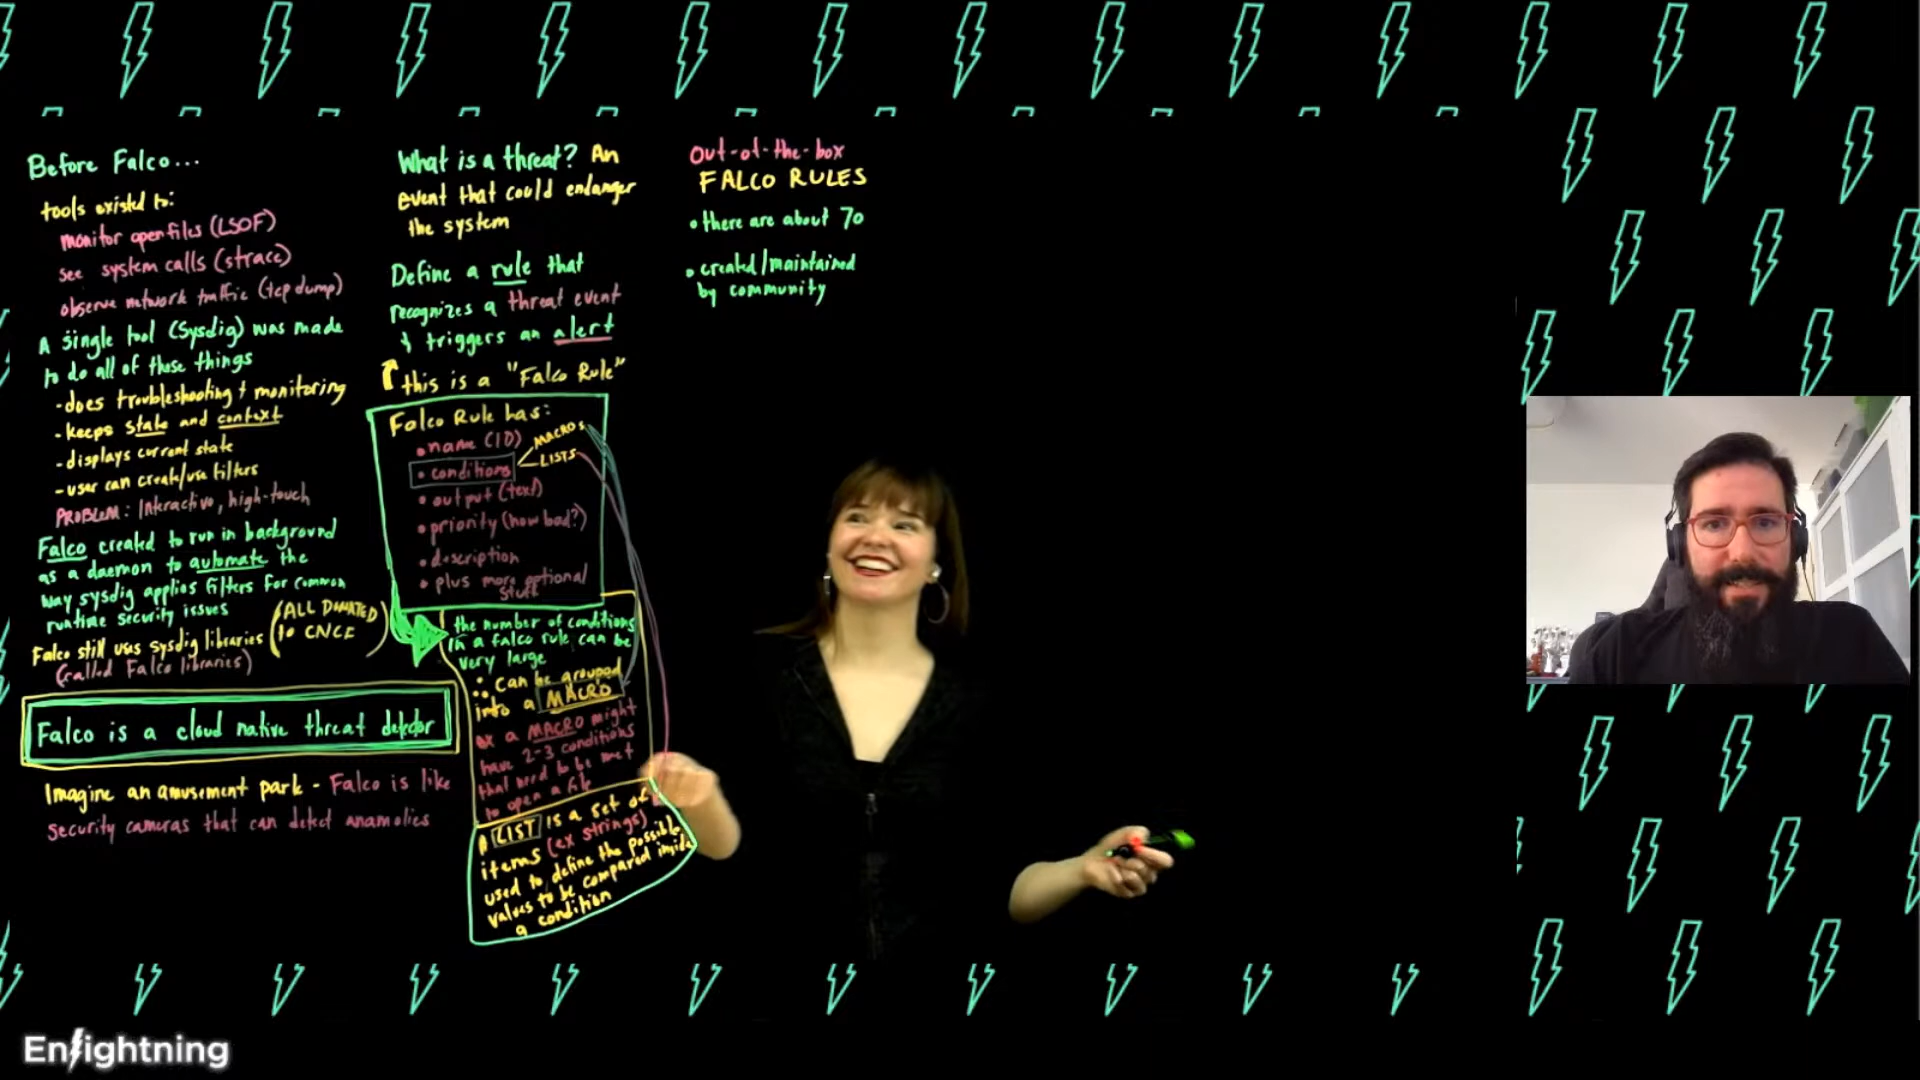 Before Falco...
tools existed to:
monitor open files (LSOF)
see system calls (strace)
observe network traffic (tcp dump)
A single tool (Sysdig) was made
to do all of these things
- does troubleshooting + monitoring
- keeps state and context
- displays current state
- user can create/use filters
PROBLEM: Interactive, high-touch
Falco created to run in background
as a daemon to automate the
way sysdig applies filters for common
runtime security issues
(ALL DONATED
to CNCF)
Falco still uses sysdig libraries
(called Falco libraries)
Falco is a cloud native threat detector
Imagine an amusement park - Falco is like
security cameras that can detect anamolies
What is a threat? An
event that could endanger
the system
Define a rule that
recognizes a threat event
& triggers an alert
this is a "Falco Rule"
Falco Rule has:
• name (ID)
MACROS
• conditions
LISTS
• output (text)
• priority (how bad?)
• description
• plus more optional
stuff
the number of conditions
in a falco rule can be
very large
∴ can be grouped
into a MACRO
ex a MACRO might
have 2-3 conditions
that need to be met
to open a file
A LIST is a set of
items (ex strings)
used to define the possible
values to be compared inside
a condition
Out-of-the-box
FALCO RULES
• there are about 70
• created/maintained
by community
Enlightning